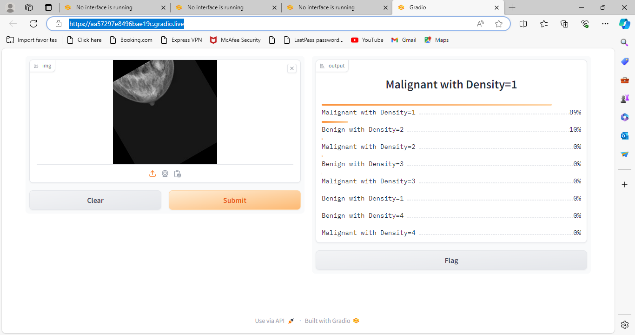 No interface is running
No interface is running
No interface is running
Gradio
https://aa57297e8496bae19c.gradio.live
Import favorites
Click here
Booking.com
Express VPN
McAfee Security
LastPass password...
YouTube
Gmail
Maps
img
output
Malignant with Density=1
Malignant with Density=1 89%
Benign with Density=2 10%
Malignant with Density=2 0%
Benign with Density=3 0%
Malignant with Density=3 0%
Benign with Density=1 0%
Benign with Density=4 0%
Malignant with Density=4 0%
Clear
Submit
Flag
Use via API
·
Built with Gradio